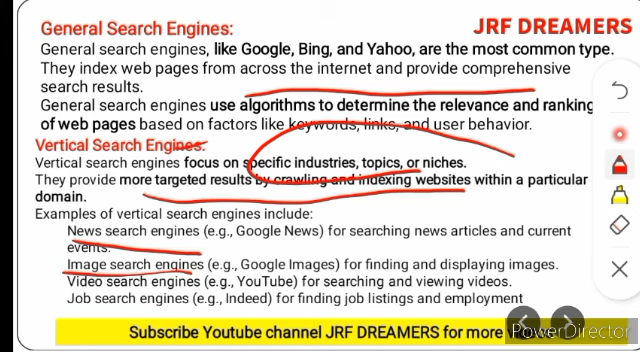 General Search Engines:
JRF DREAMERS
General search engines, like Google, Bing, and Yahoo, are the most common type.
They index web pages from across the internet and provide comprehensive
search results.
General search engines use algorithms to determine the relevance and ranking
of web pages based on factors like keywords, links, and user behavior.
Vertical Search Engines:
Vertical search engines focus on specific industries, topics, or niches.
They provide more targeted results by crawling and indexing websites within a particular
domain.
Examples of vertical search engines include:
News search engines (e.g., Google News) for searching news articles and current
events.
Image search engines (e.g., Google Images) for finding and displaying images.
Video search engines (e.g., YouTube) for searching and viewing videos.
Job search engines (e.g., Indeed) for finding job listings and employment
Subscribe Youtube channel JRF DREAMERS for more
PowerDirector